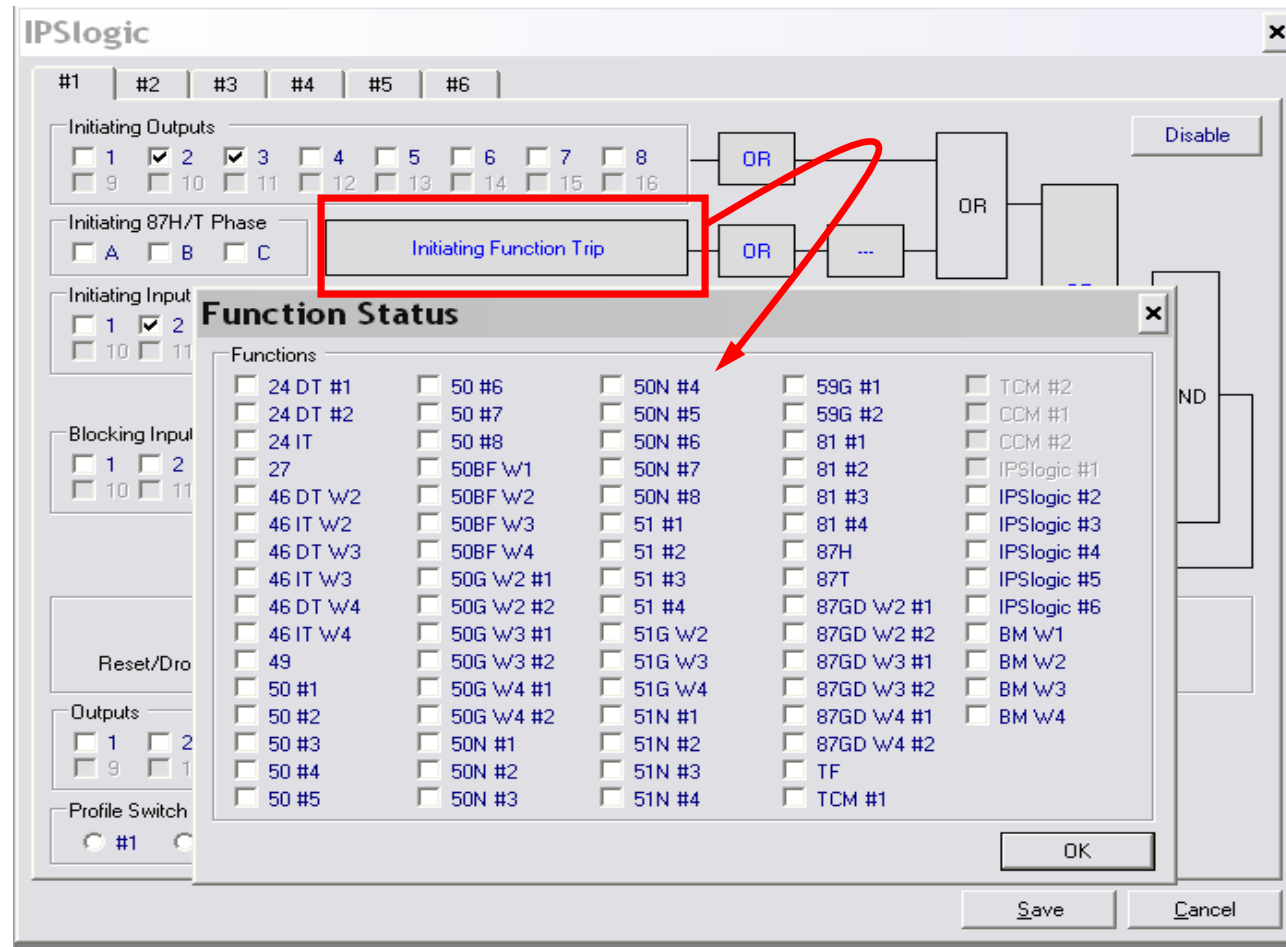 IPSlogic
#1 #2 #3 #4 #5 #6
Initiating Outputs
Disable
1 2 3 4 5 6 7 8
OR
9 10 11 12 13 14 15 16
OR
Initiating 87H/T Phase
A B C
Initiating Function Trip
OR
---
Initiating Input
1 2
10 11
Function Status
Functions
24 DT #1 50 #6 50N #4 59G #1 TCM #2
24 DT #2 50 #7 50N #5 59G #2 CCM #1
24 IT 50 #8 50N #6 81 #1 CCM #2
27 50BF W1 50N #7 81 #2 IPSlogic #1
46 DT W2 50BF W2 50N #8 81 #3 IPSlogic #2
46 IT W2 50BF W3 51 #1 81 #4 IPSlogic #3
46 DT W3 50BF W4 51 #2 87H IPSlogic #4
46 IT W3 50G W2 #1 51 #3 87T IPSlogic #5
46 DT W4 50G W2 #2 51 #4 87GD W2 #1 IPSlogic #6
46 IT W4 50G W3 #1 51G W2 87GD W2 #2 BM W1
49 50G W3 #2 51G W3 87GD W3 #1 BM W2
50 #1 50G W4 #1 51G W4 87GD W3 #2 BM W3
50 #2 50G W4 #2 51N #1 87GD W4 #1 BM W4
50 #3 50N #1 51N #2 87GD W4 #2
50 #4 50N #2 51N #3 TF
50 #5 50N #3 51N #4 TCM #1
OK
ND
Blocking Input
1 2
10 11
Reset/Dro
Outputs
1 2
9 1
Profile Switch
#1
Save Cancel